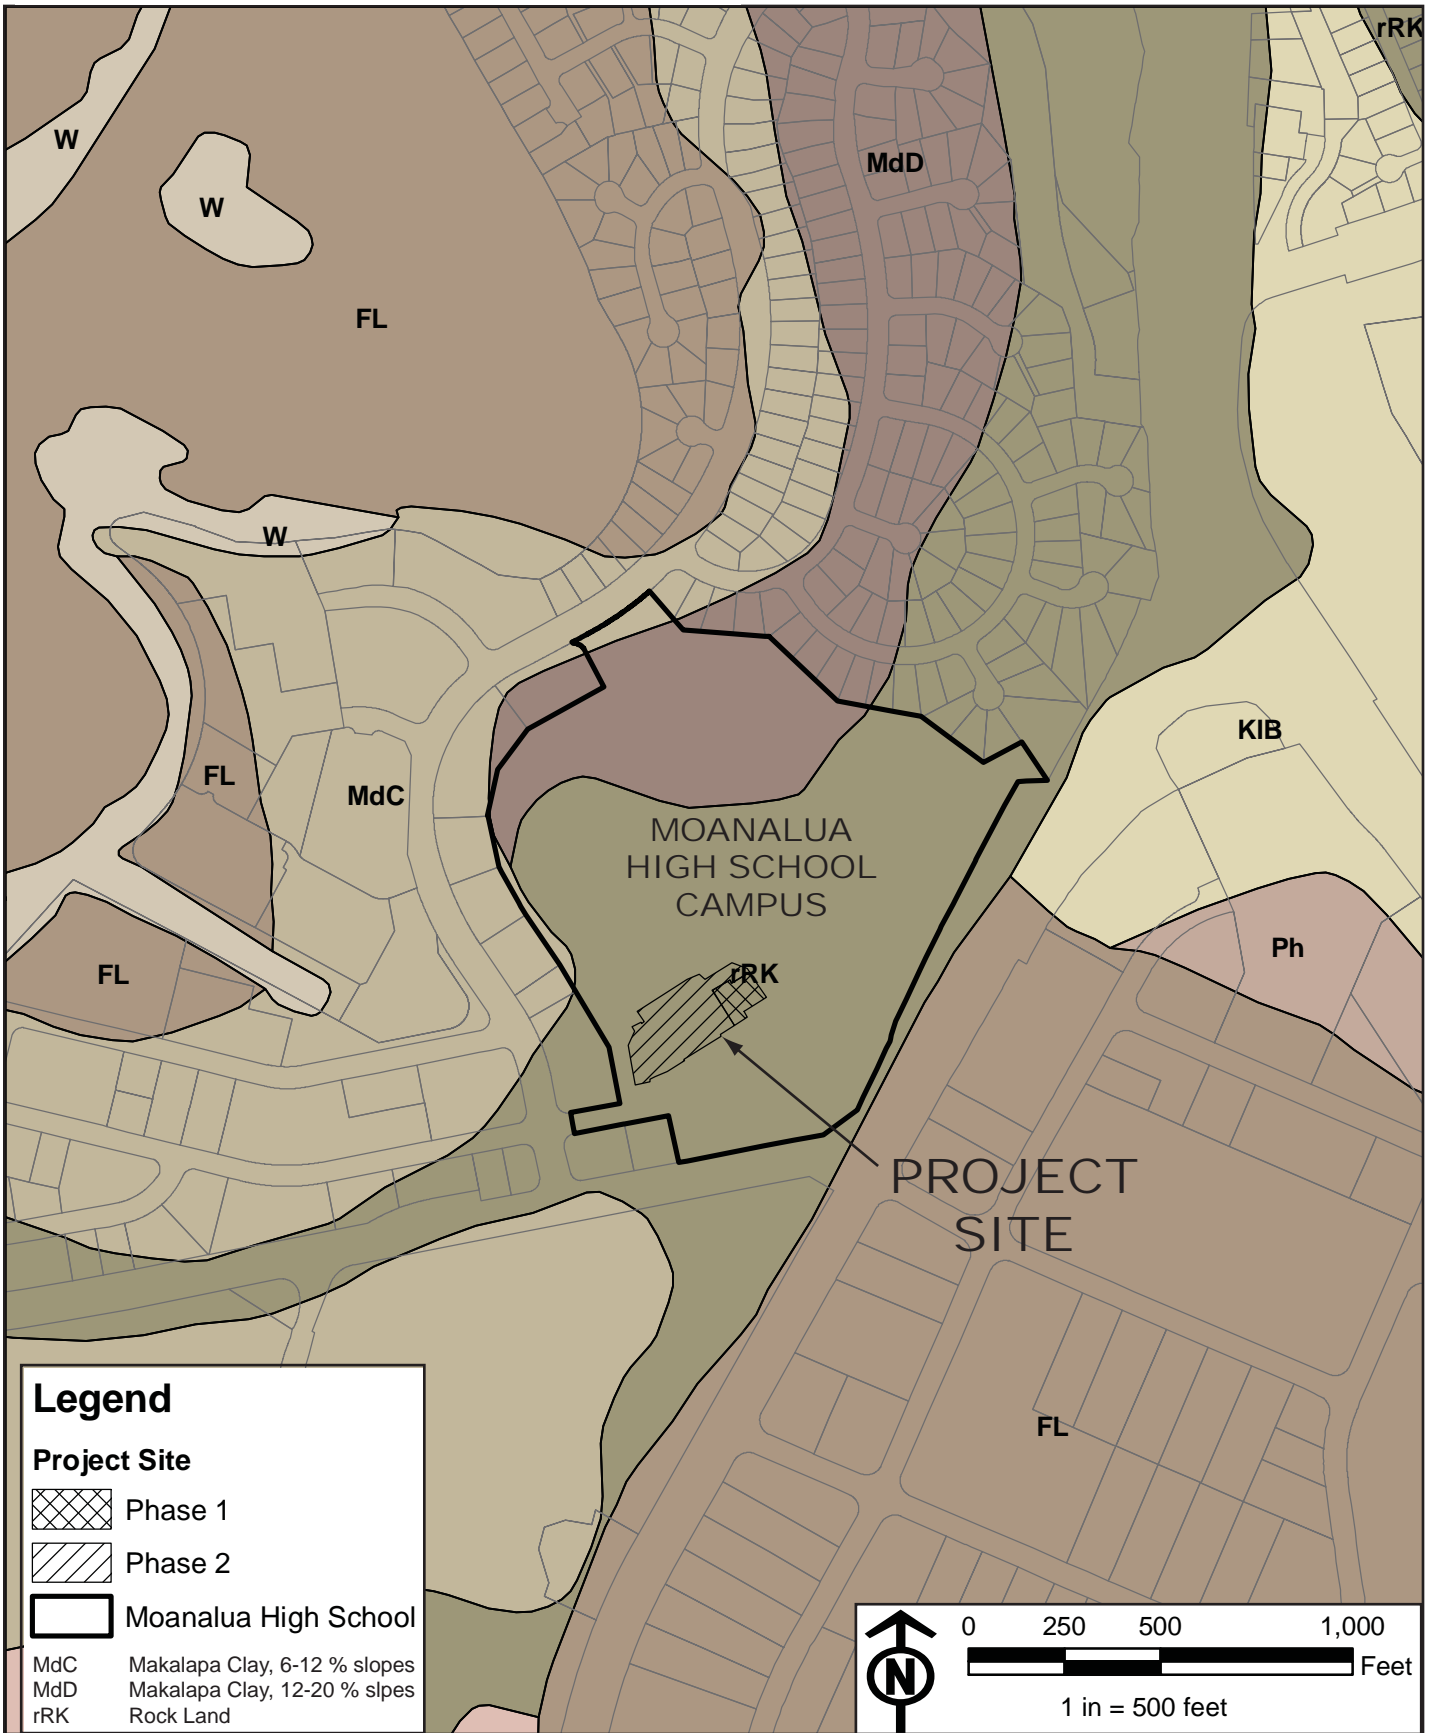 rRK
W
MdD
W
FL
W
KIB
FL
MdC
MOANALUA
HIGH SCHOOL
CAMPUS
Ph
FL
rRK
PROJECT
SITE
FL
Legend
Project Site
Phase 1
Phase 2
Moanalua High School
MdC Makalapa Clay, 6-12 % slopes
MdD Makalapa Clay, 12-20 % slpes
rRK Rock Land
N
0 250 500 1,000
Feet
1 in = 500 feet